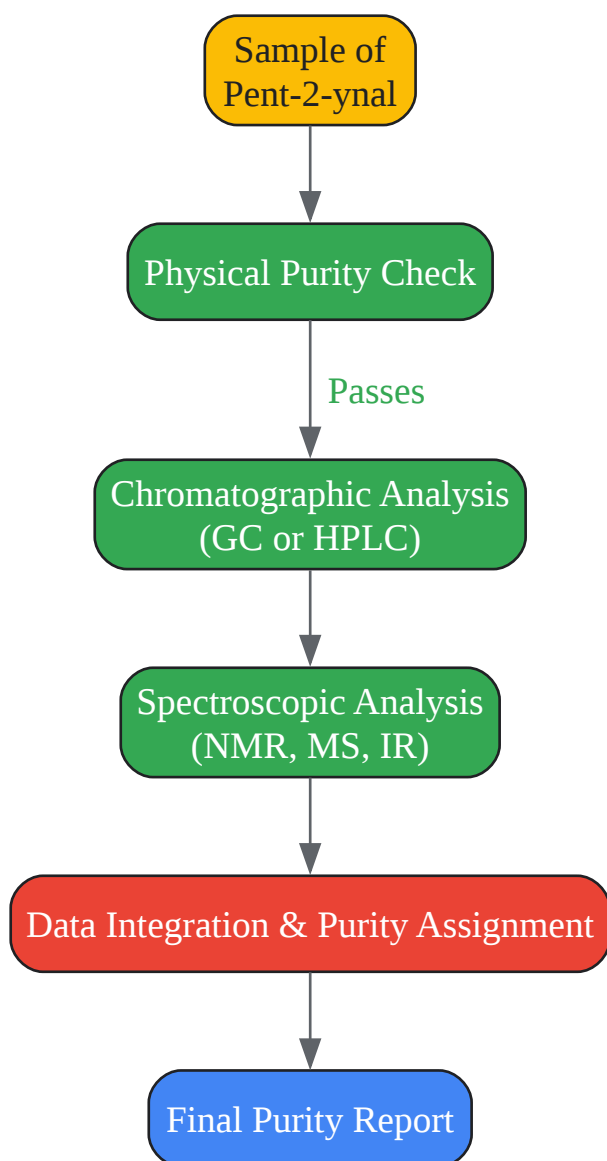 Sample of
Pent-2-ynal
Physical Purity Check
Passes
Chromatographic Analysis
(GC or HPLC)
Spectroscopic Analysis
(NMR, MS, IR)
Data Integration & Purity Assignment
Final Purity Report